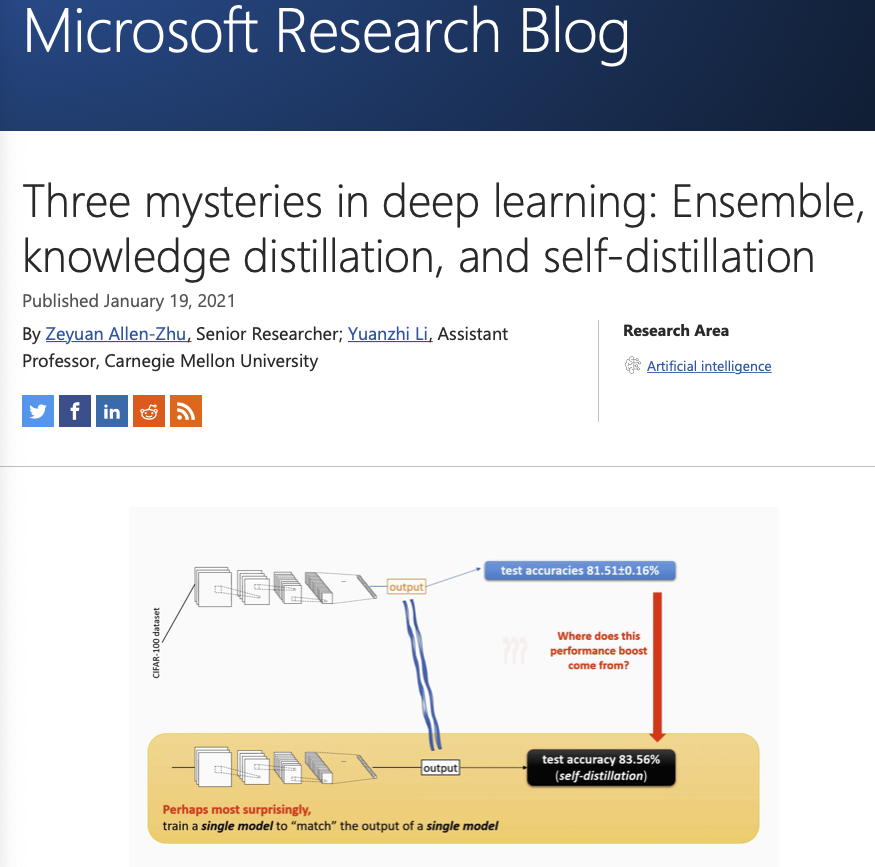 Microsoft Research Blog
Three mysteries in deep learning: Ensemble,
knowledge distillation, and self-distillation
Published January 19, 2021
By Zeyuan Allen-Zhu, Senior Researcher; Yuanzhi Li, Assistant
Professor, Carnegie Mellon University
Research Area
Artificial intelligence
CIFAR-100 dataset
output
test accuracies 81.51±0.16%
???
Where does this
performance boost
come from?
output
test accuracy 83.56%
(self-distillation)
Perhaps most surprisingly,
train a single model to “match” the output of a single model